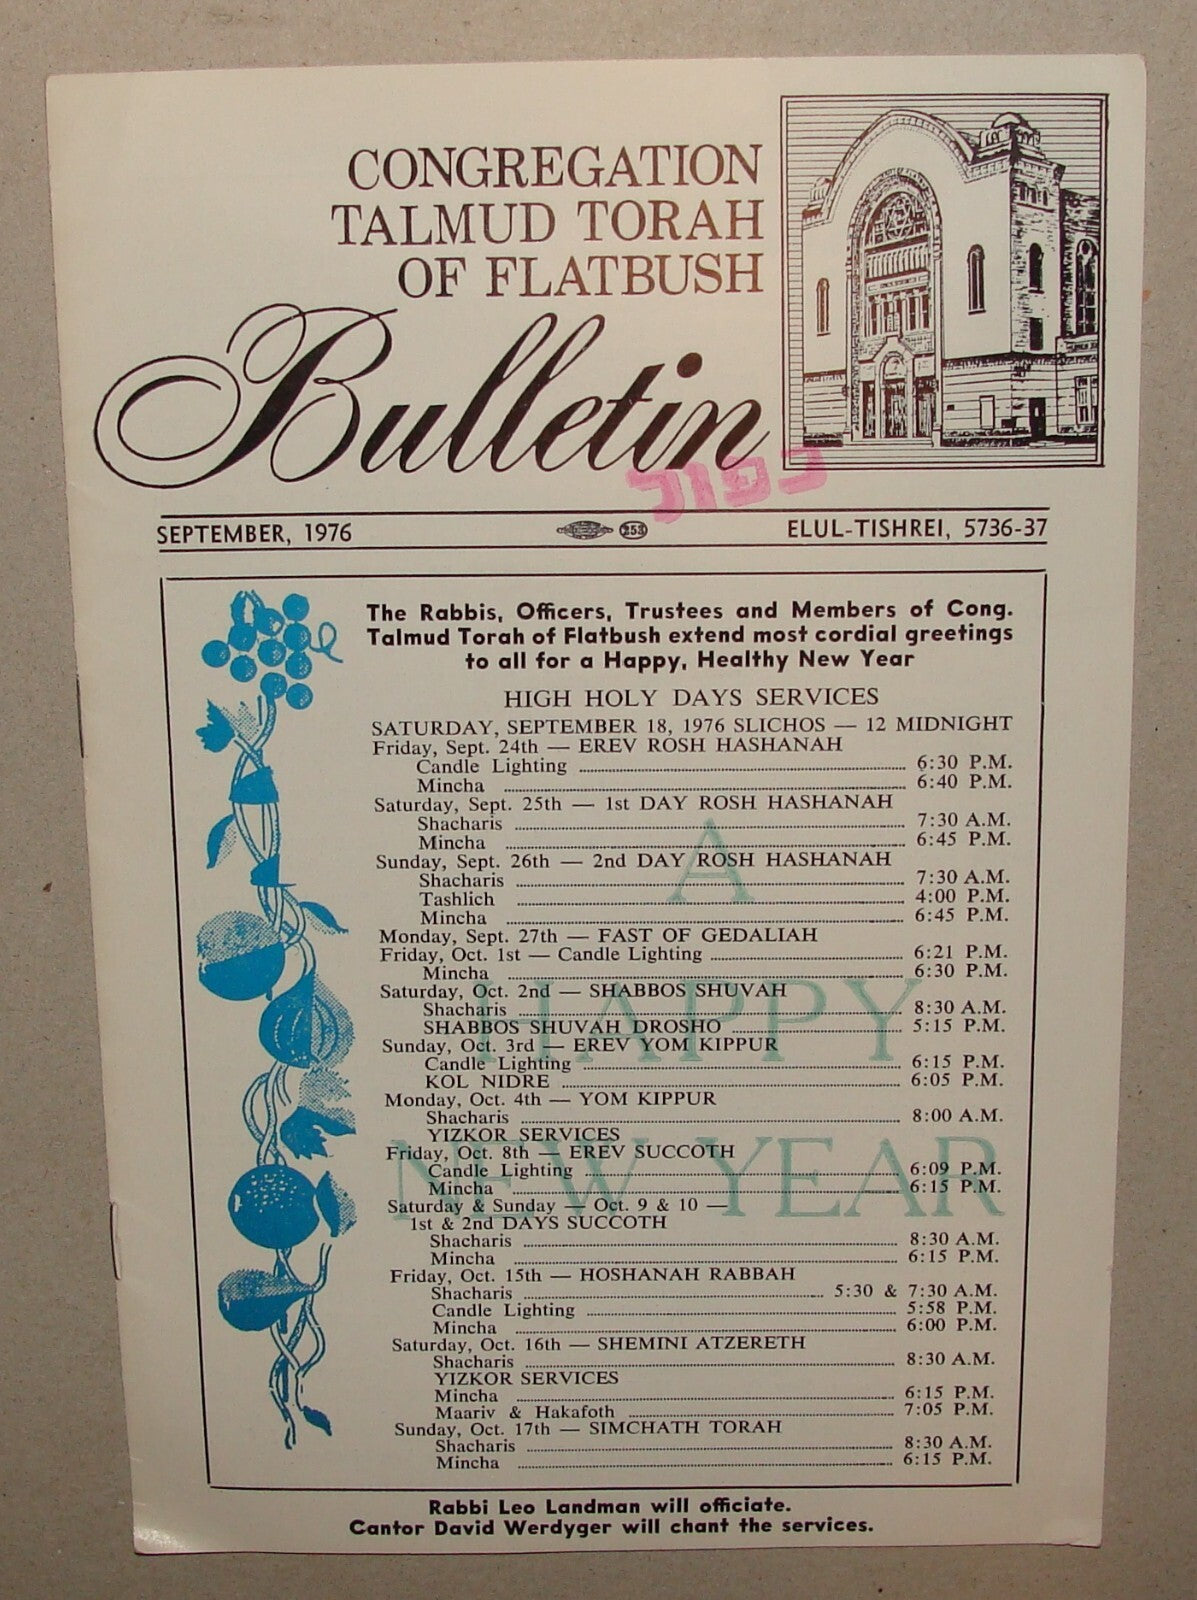 CONGREGATION
TALMUD TORAH
OF FLATBUSH
Bulletin
כפול
SEPTEMBER, 1976 253 ELUL-TISHREI, 5736-37
The Rabbis, Officers, Trustees and Members of Cong.
Talmud Torah of Flatbush extend most cordial greetings
to all for a Happy, Healthy New Year
HIGH HOLY DAYS SERVICES
SATURDAY, SEPTEMBER 18, 1976 SLICHOS — 12 MIDNIGHT
Friday, Sept. 24th — EREV ROSH HASHANAH
Candle Lighting 6:30 P.M.
Mincha 6:40 P.M.
Saturday, Sept. 25th — 1st DAY ROSH HASHANAH
Shacharis 7:30 A.M.
Mincha 6:45 P.M.
Sunday, Sept. 26th — 2nd DAY ROSH HASHANAH
Shacharis 7:30 A.M.
Tashlich 4:00 P.M.
Mincha 6:45 P.M.
Monday, Sept. 27th — FAST OF GEDALIAH
Friday, Oct. 1st — Candle Lighting 6:21 P.M.
Mincha 6:30 P.M.
Saturday, Oct. 2nd — SHABBOS SHUVAH
Shacharis 8:30 A.M.
SHABBOS SHUVAH DROSHO 5:15 P.M.
Sunday, Oct. 3rd — EREV YOM KIPPUR
Candle Lighting 6:15 P.M.
KOL NIDRE 6:05 P.M.
Monday, Oct. 4th — YOM KIPPUR
Shacharis 8:00 A.M.
YIZKOR SERVICES
Friday, Oct. 8th — EREV SUCCOTH
Candle Lighting 6:09 P.M.
Mincha 6:15 P.M.
Saturday & Sunday — Oct. 9 & 10 —
1st & 2nd DAYS SUCCOTH
Shacharis 8:30 A.M.
Mincha 6:15 P.M.
Friday, Oct. 15th — HOSHANAH RABBAH
Shacharis 5:30 & 7:30 A.M.
Candle Lighting 5:58 P.M.
Mincha 6:00 P.M.
Saturday, Oct. 16th — SHEMINI ATZERETH
Shacharis 8:30 A.M.
YIZKOR SERVICES
Mincha 6:15 P.M.
Maariv & Hakafoth 7:05 P.M.
Sunday, Oct. 17th — SIMCHATH TORAH
Shacharis 8:30 A.M.
Mincha 6:15 P.M.
A
HAPPY
NEW YEAR
Rabbi Leo Landman will officiate.
Cantor David Werdyger will chant the services.